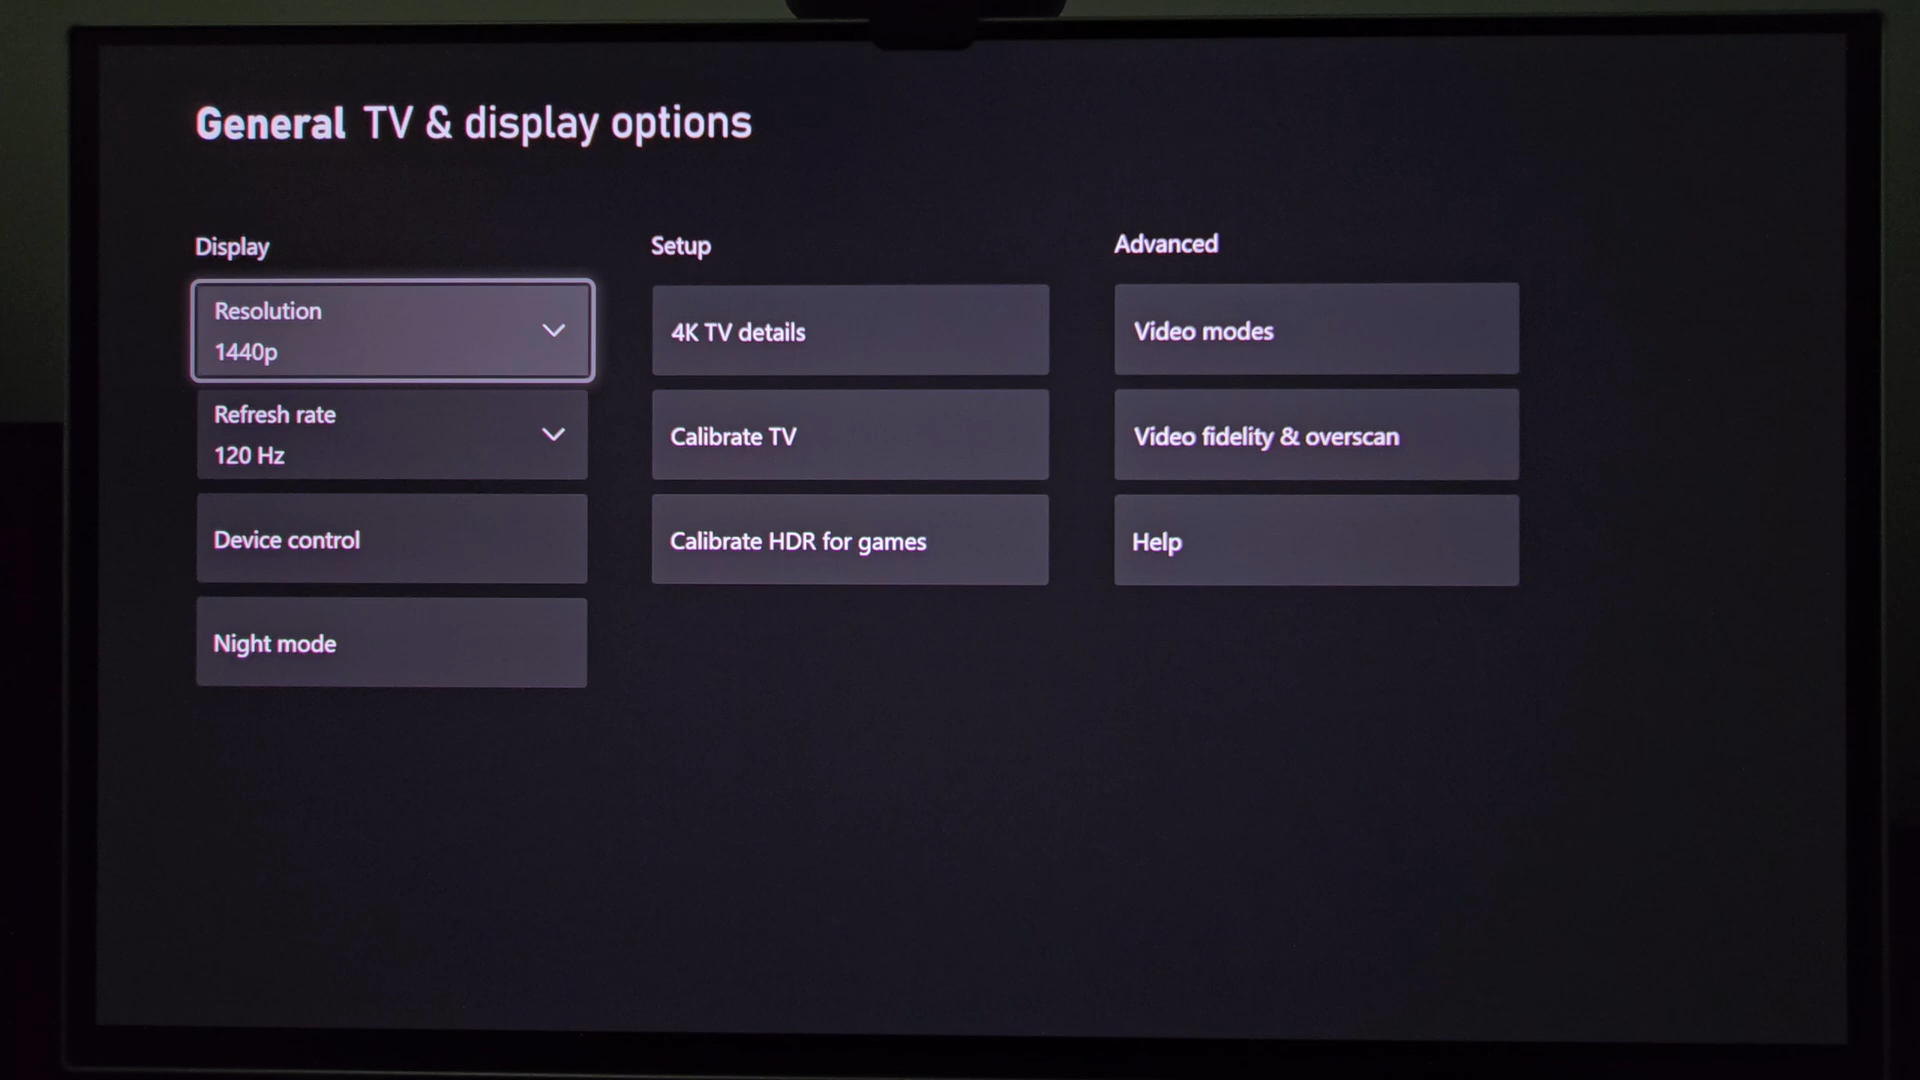 General TV & display options
Display
Resolution
1440p
Refresh rate
120 Hz
Device control
Night mode
Setup
4K TV details
Calibrate TV
Calibrate HDR for games
Advanced
Video modes
Video fidelity & overscan
Help